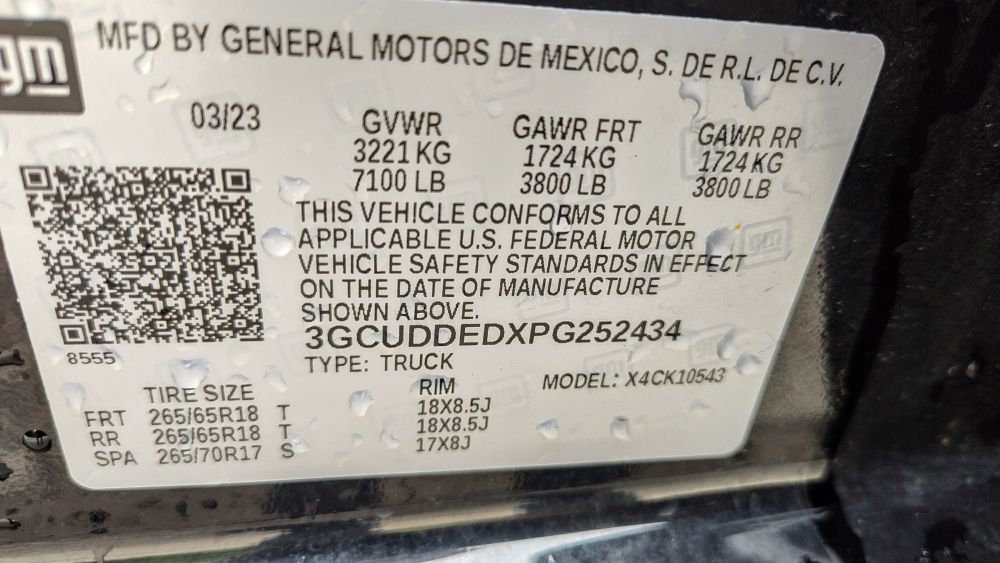 gm
MFD BY GENERAL MOTORS DE MEXICO, S. DE R.L. DE C.V.
03/23 GVWR GAWR FRT GAWR RR
3221 KG 1724 KG 1724 KG
7100 LB 3800 LB 3800 LB
THIS VEHICLE CONFORMS TO ALL
APPLICABLE U.S. FEDERAL MOTOR
VEHICLE SAFETY STANDARDS IN EFFECT
ON THE DATE OF MANUFACTURE
SHOWN ABOVE.
3GCUDDEDXPG252434
8555
TYPE: TRUCK
MODEL: X4CK10543
TIRE SIZE RIM
FRT 265/65R18 T 18X8.5J
RR 265/65R18 T 18X8.5J
SPA 265/70R17 S 17X8J